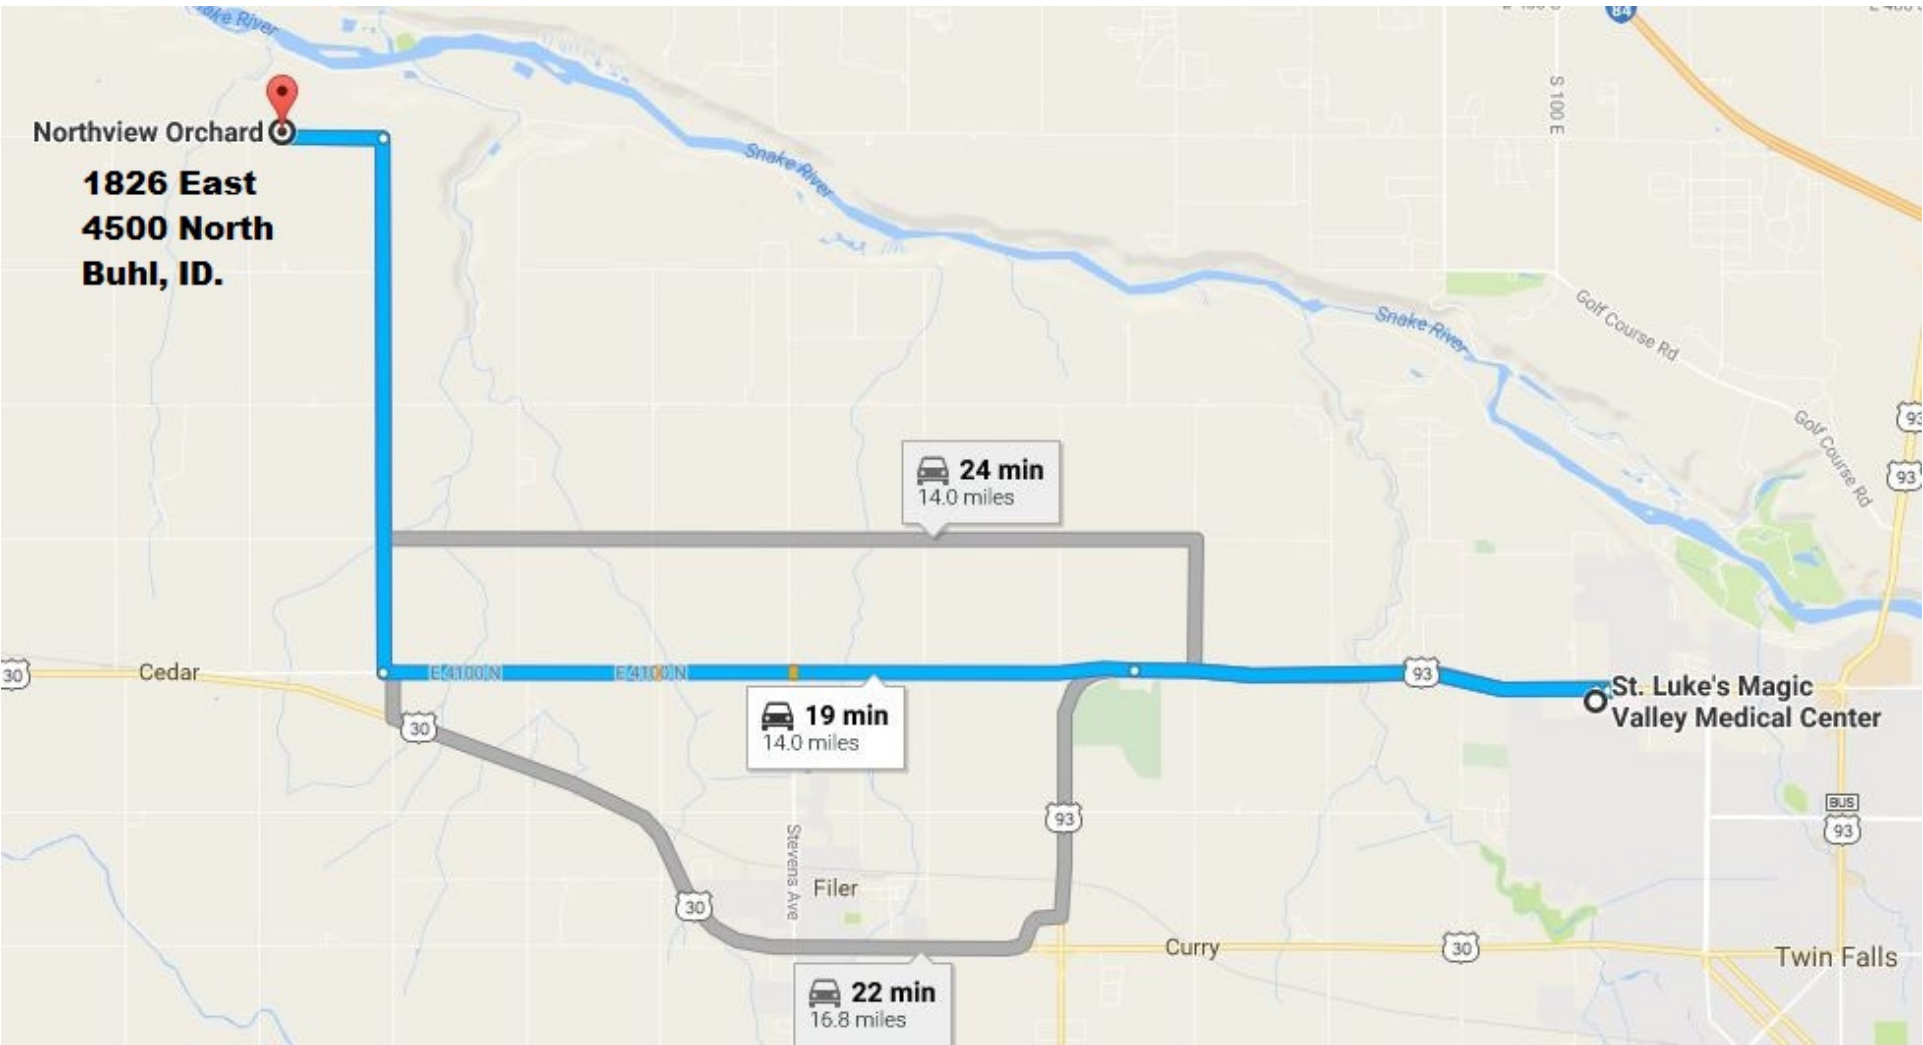 Snake River
84
S 100 E
Northview Orchard
1826 East
4500 North
Buhl, ID.
Snake River
Golf Course Rd
Snake River
93
Golf Course Rd
93
24 min
14.0 miles
30
Cedar
E 4100 N
E 4100 N
93
St. Luke's Magic
Valley Medical Center
30
19 min
14.0 miles
BUS
93
93
Stevens Ave
Filer
30
Curry
30
Twin Falls
22 min
16.8 miles